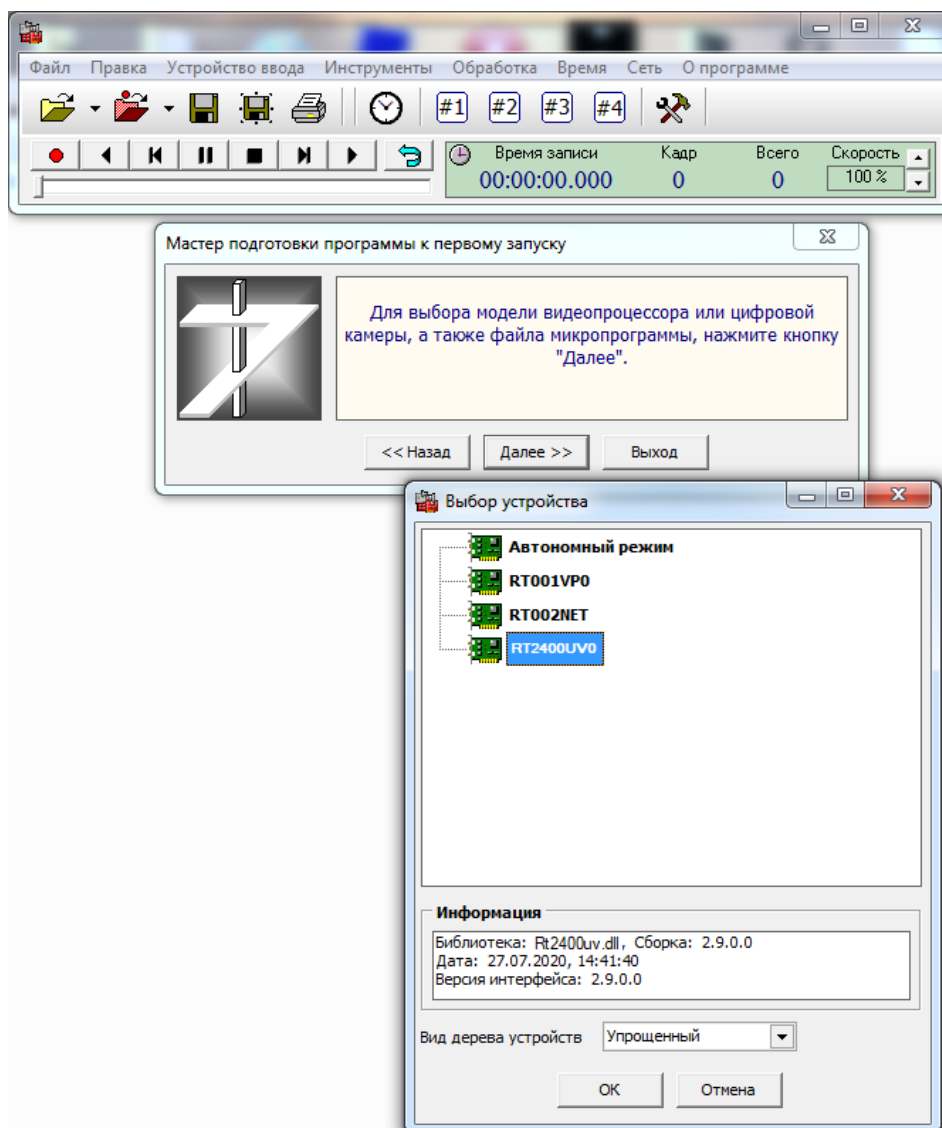 Файл Правка Устройство ввода Инструменты Обработка Время Сеть О программе
#1 #2 #3 #4
Время записи Кадр Всего Скорость
00:00:00.000 0 0 100 %
Мастер подготовки программы к первому запуску
Для выбора модели видеопроцессора или цифровой
камеры, а также файла микропрограммы, нажмите кнопку
"Далее".
<< Назад Далее >> Выход
Выбор устройства
Автономный режим
RT001VP0
RT002NET
RT2400UV0
Информация
Библиотека: Rt2400uv.dll, Сборка: 2.9.0.0
Дата: 27.07.2020, 14:41:40
Версия интерфейса: 2.9.0.0
Вид дерева устройств Упрощенный
OK Отмена